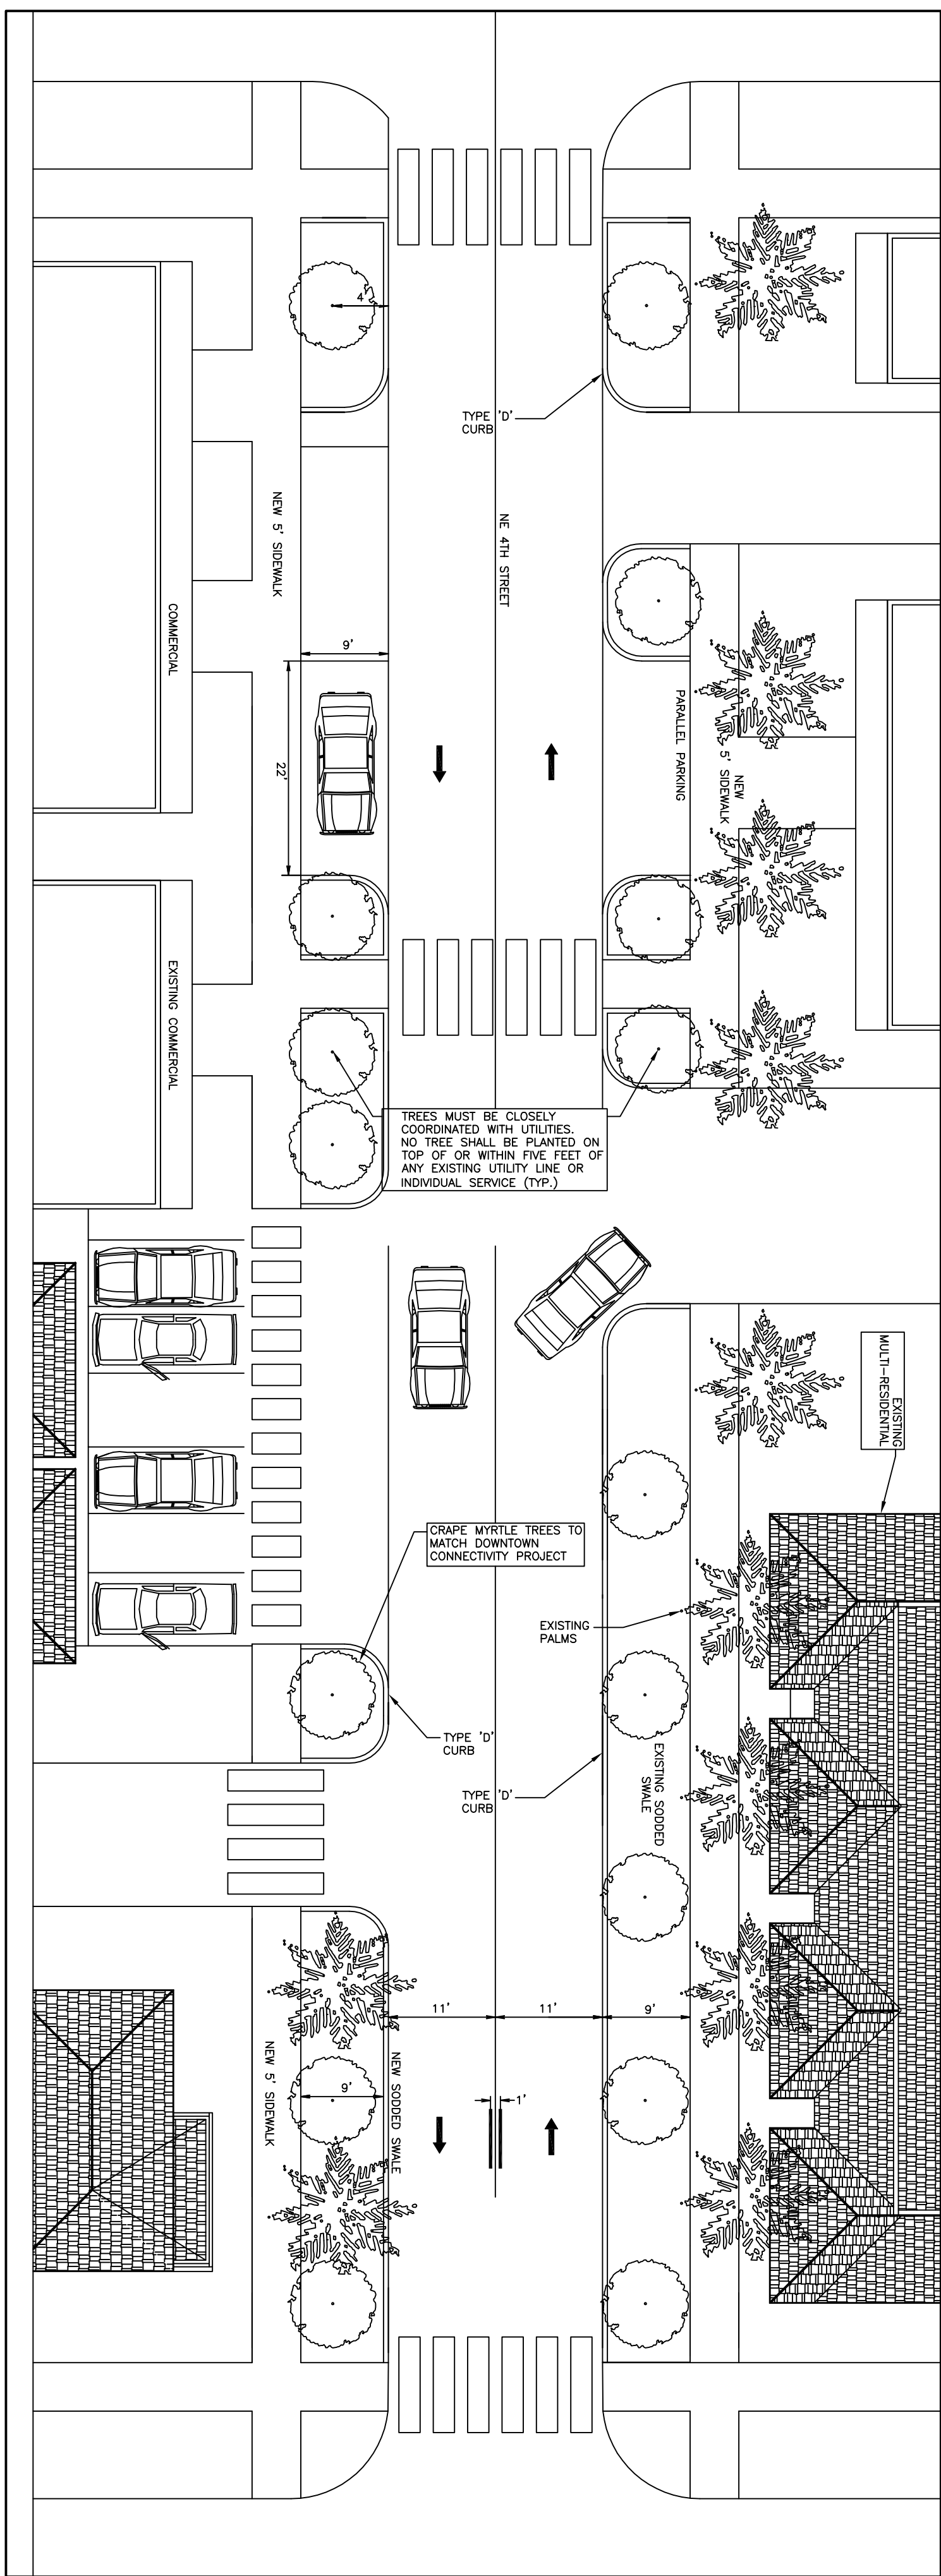 4'
TYPE 'D'
CURB
NE 4TH STREET
NEW 5' SIDEWALK
COMMERCIAL
9'
22'
PARALLEL PARKING
NEW
5' SIDEWALK
EXISTING COMMERCIAL
TREES MUST BE CLOSELY
COORDINATED WITH UTILITIES.
NO TREE SHALL BE PLANTED ON
TOP OF OR WITHIN FIVE FEET OF
ANY EXISTING UTILITY LINE OR
INDIVIDUAL SERVICE (TYP.)
EXISTING
MULTI-RESIDENTIAL
CRAPE MYRTLE TREES TO
MATCH DOWNTOWN
CONNECTIVITY PROJECT
EXISTING
PALMS
TYPE 'D'
CURB
TYPE 'D'
CURB
EXISTING SODDED
SWALE
11'
11'
9'
NEW 5' SIDEWALK
9'
NEW SODDED SWALE
1'